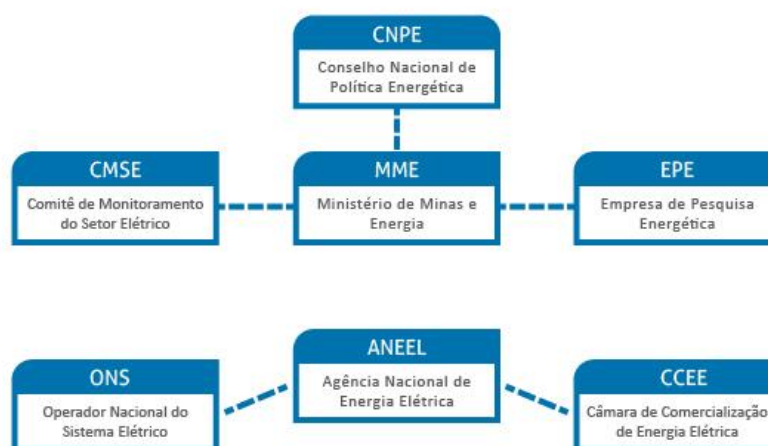 CNPE
Conselho Nacional de
Política Energética
CMSE
Comitê de Monitoramento
do Setor Elétrico
MME
Ministério de Minas e
Energia
EPE
Empresa de Pesquisa
Energética
ANEEL
Agência Nacional de
Energia Elétrica
ONS
Operador Nacional do
Sistema Elétrico
CCEE
Câmara de Comercialização
de Energia Elétrica